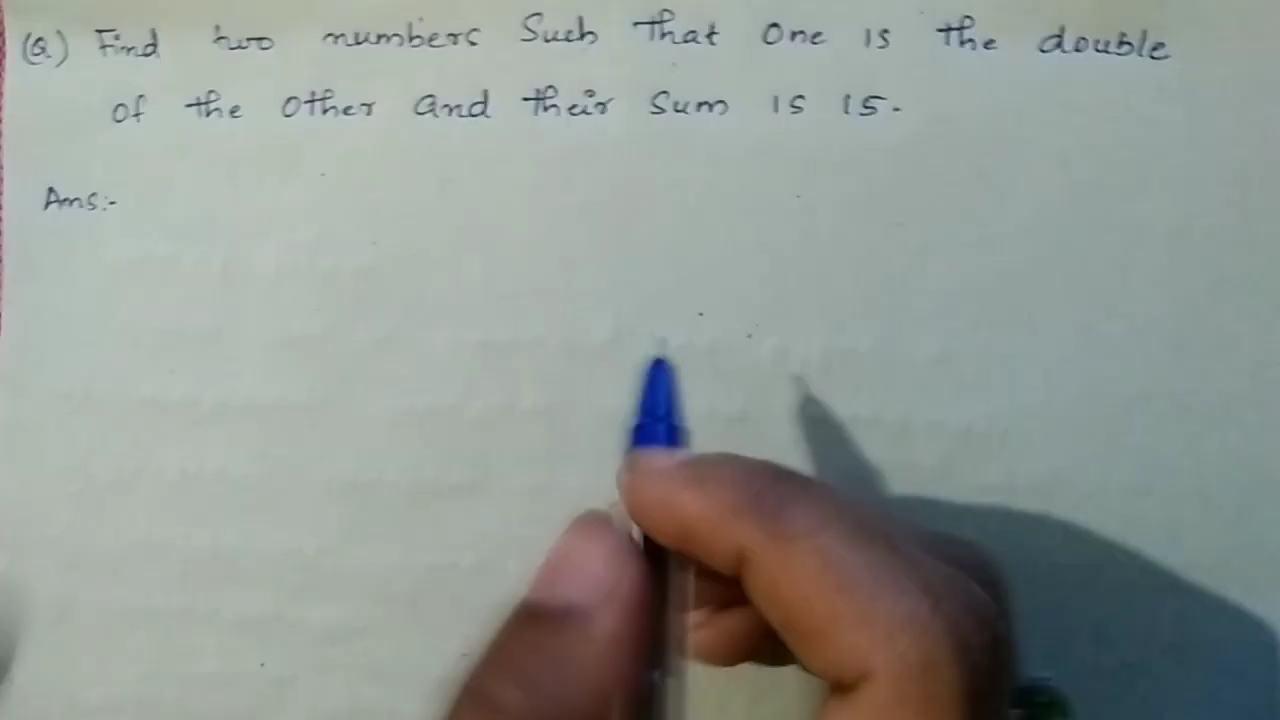 (Q) Find two numbers Such that one is the double
of the other and their sum is 15.
Ans:-